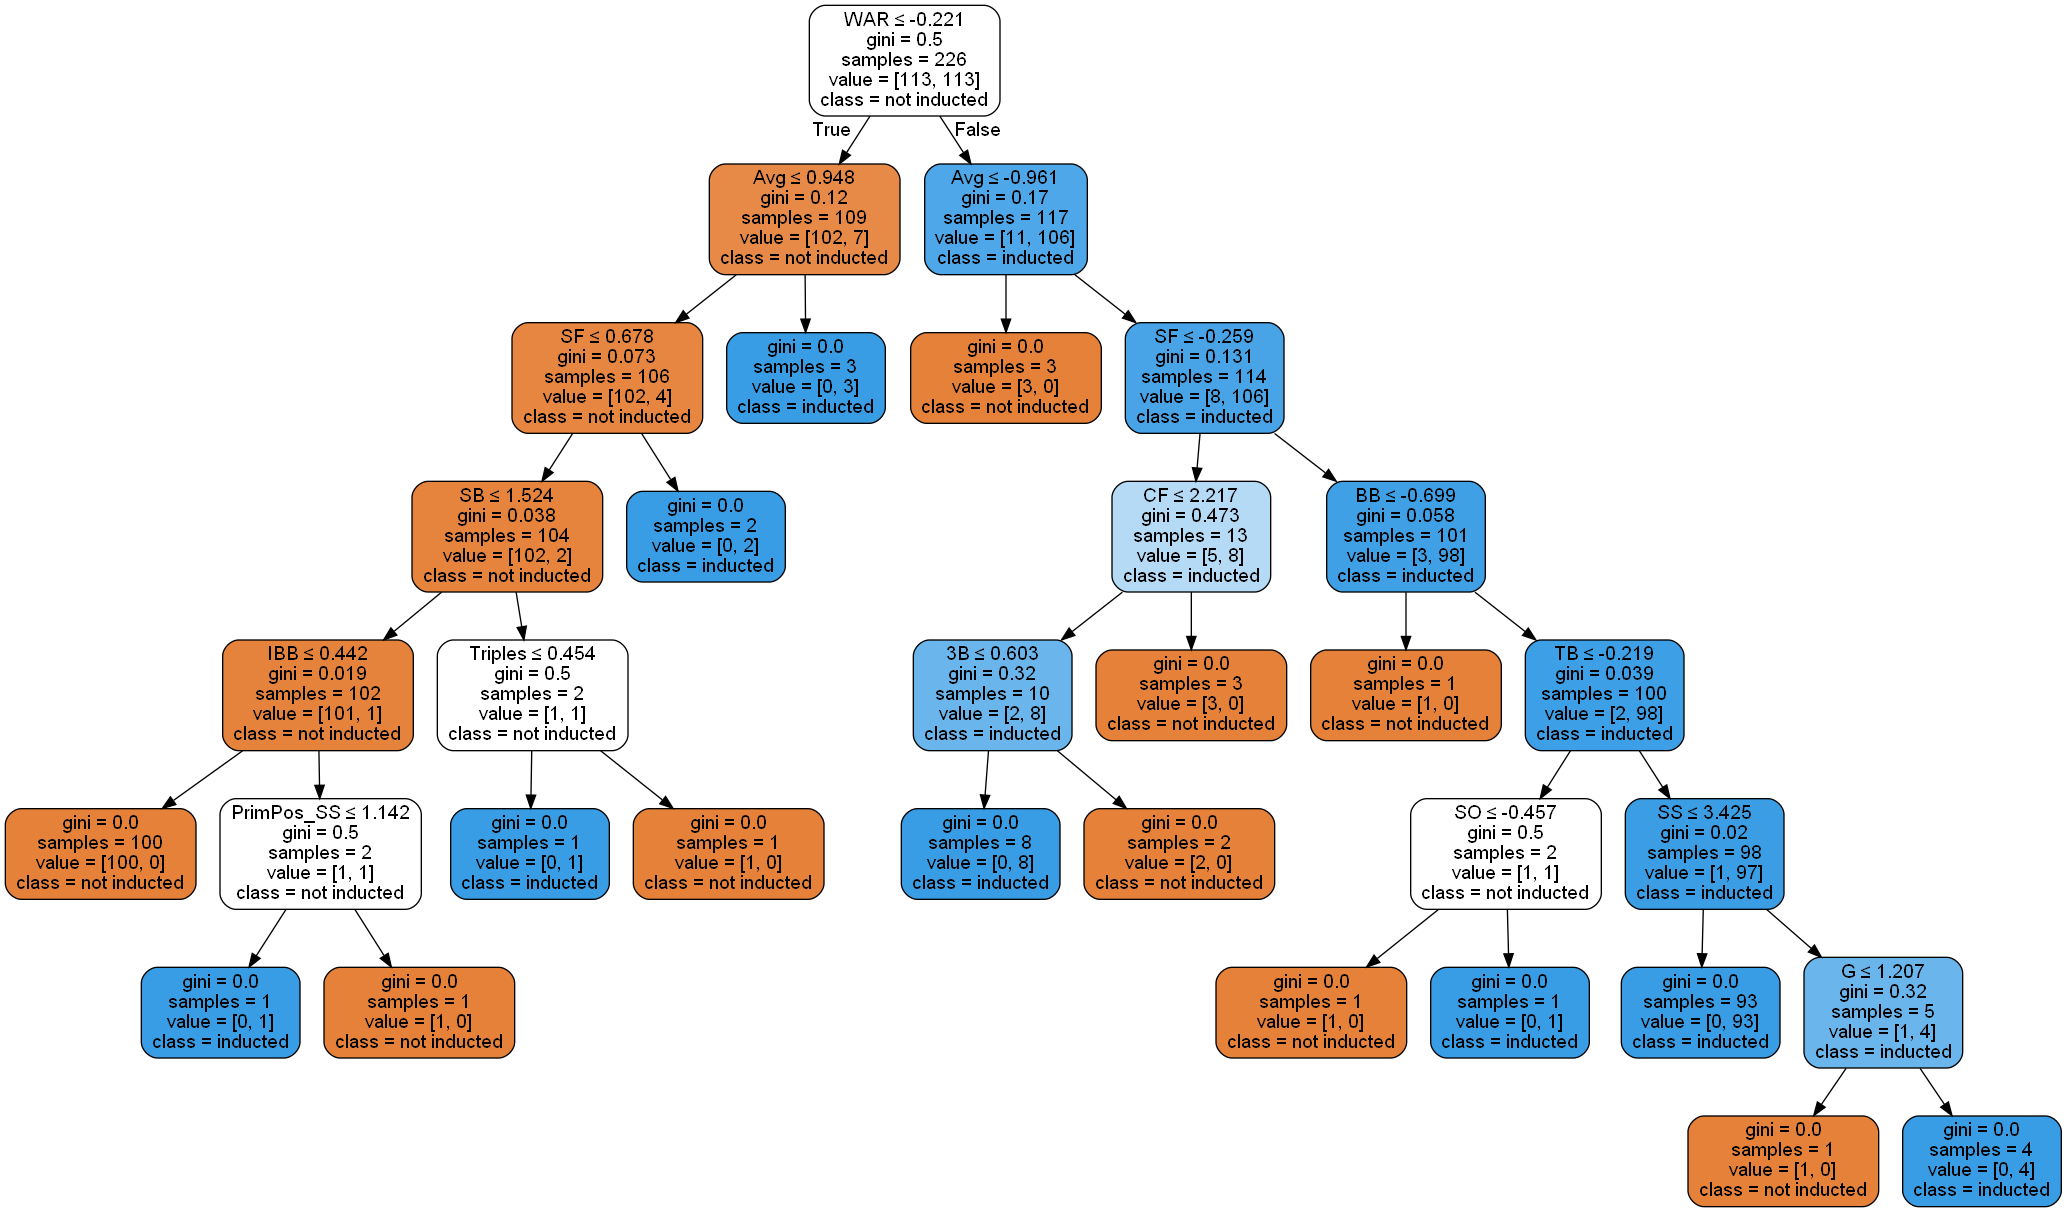 WAR ≤ -0.221
gini = 0.5
samples = 226
value = [113, 113]
class = not inducted
True
False
Avg ≤ 0.948
gini = 0.12
samples = 109
value = [102, 7]
class = not inducted
Avg ≤ -0.961
gini = 0.17
samples = 117
value = [11, 106]
class = inducted
SF ≤ 0.678
gini = 0.073
samples = 106
value = [102, 4]
class = not inducted
gini = 0.0
samples = 3
value = [0, 3]
class = inducted
gini = 0.0
samples = 3
value = [3, 0]
class = not inducted
SF ≤ -0.259
gini = 0.131
samples = 114
value = [8, 106]
class = inducted
SB ≤ 1.524
gini = 0.038
samples = 104
value = [102, 2]
class = not inducted
gini = 0.0
samples = 2
value = [0, 2]
class = inducted
CF ≤ 2.217
gini = 0.473
samples = 13
value = [5, 8]
class = inducted
BB ≤ -0.699
gini = 0.058
samples = 101
value = [3, 98]
class = inducted
IBB ≤ 0.442
gini = 0.019
samples = 102
value = [101, 1]
class = not inducted
Triples ≤ 0.454
gini = 0.5
samples = 2
value = [1, 1]
class = not inducted
3B ≤ 0.603
gini = 0.32
samples = 10
value = [2, 8]
class = inducted
gini = 0.0
samples = 3
value = [3, 0]
class = not inducted
gini = 0.0
samples = 1
value = [1, 0]
class = not inducted
TB ≤ -0.219
gini = 0.039
samples = 100
value = [2, 98]
class = inducted
gini = 0.0
samples = 100
value = [100, 0]
class = not inducted
PrimPos_SS ≤ 1.142
gini = 0.5
samples = 2
value = [1, 1]
class = not inducted
gini = 0.0
samples = 1
value = [0, 1]
class = inducted
gini = 0.0
samples = 1
value = [1, 0]
class = not inducted
gini = 0.0
samples = 8
value = [0, 8]
class = inducted
gini = 0.0
samples = 2
value = [2, 0]
class = not inducted
SO ≤ -0.457
gini = 0.5
samples = 2
value = [1, 1]
class = not inducted
SS ≤ 3.425
gini = 0.02
samples = 98
value = [1, 97]
class = inducted
gini = 0.0
samples = 1
value = [0, 1]
class = inducted
gini = 0.0
samples = 1
value = [1, 0]
class = not inducted
gini = 0.0
samples = 1
value = [1, 0]
class = not inducted
gini = 0.0
samples = 1
value = [0, 1]
class = inducted
gini = 0.0
samples = 93
value = [0, 93]
class = inducted
G ≤ 1.207
gini = 0.32
samples = 5
value = [1, 4]
class = inducted
gini = 0.0
samples = 1
value = [1, 0]
class = not inducted
gini = 0.0
samples = 4
value = [0, 4]
class = inducted